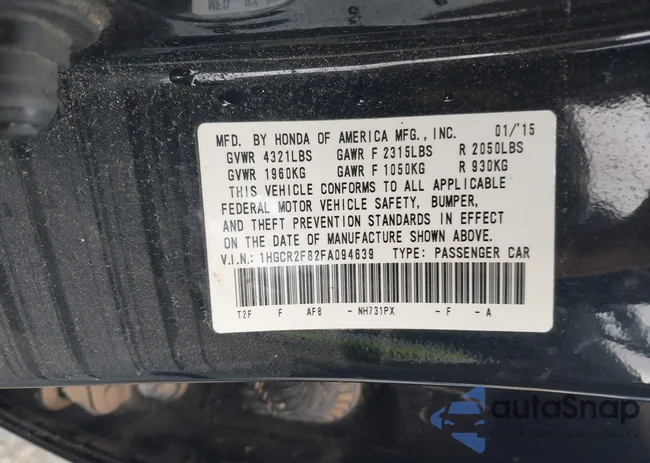 MFD. BY HONDA OF AMERICA MFG., INC. 01/'15
GVWR 4321LBS GAWR F 2315LBS R 2050LBS
GVWR 1960KG GAWR F 1050KG R 930KG
THIS VEHICLE CONFORMS TO ALL APPLICABLE
FEDERAL MOTOR VEHICLE SAFETY, BUMPER,
AND THEFT PREVENTION STANDARDS IN EFFECT
ON THE DATE OF MANUFACTURE SHOWN ABOVE.
V.I.N.: 1HGCR2F82FA094639 TYPE: PASSENGER CAR
T2F F AF8 - NH731PX - F - A
autoSnap